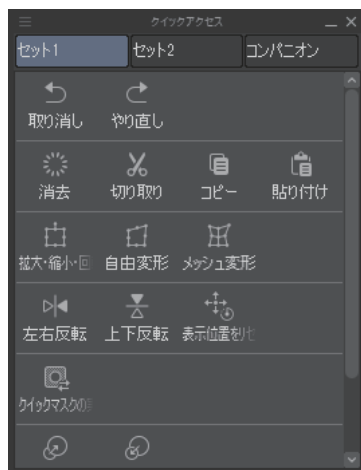 クイックアクセス
セット1 セット2 コンパニオン
取り消し やり直し
消去 切り取り コピー 貼り付け
拡大・縮小・回 自由変形 メッシュ変形
左右反転 上下反転 表示位置をリセ
クイックマスクの